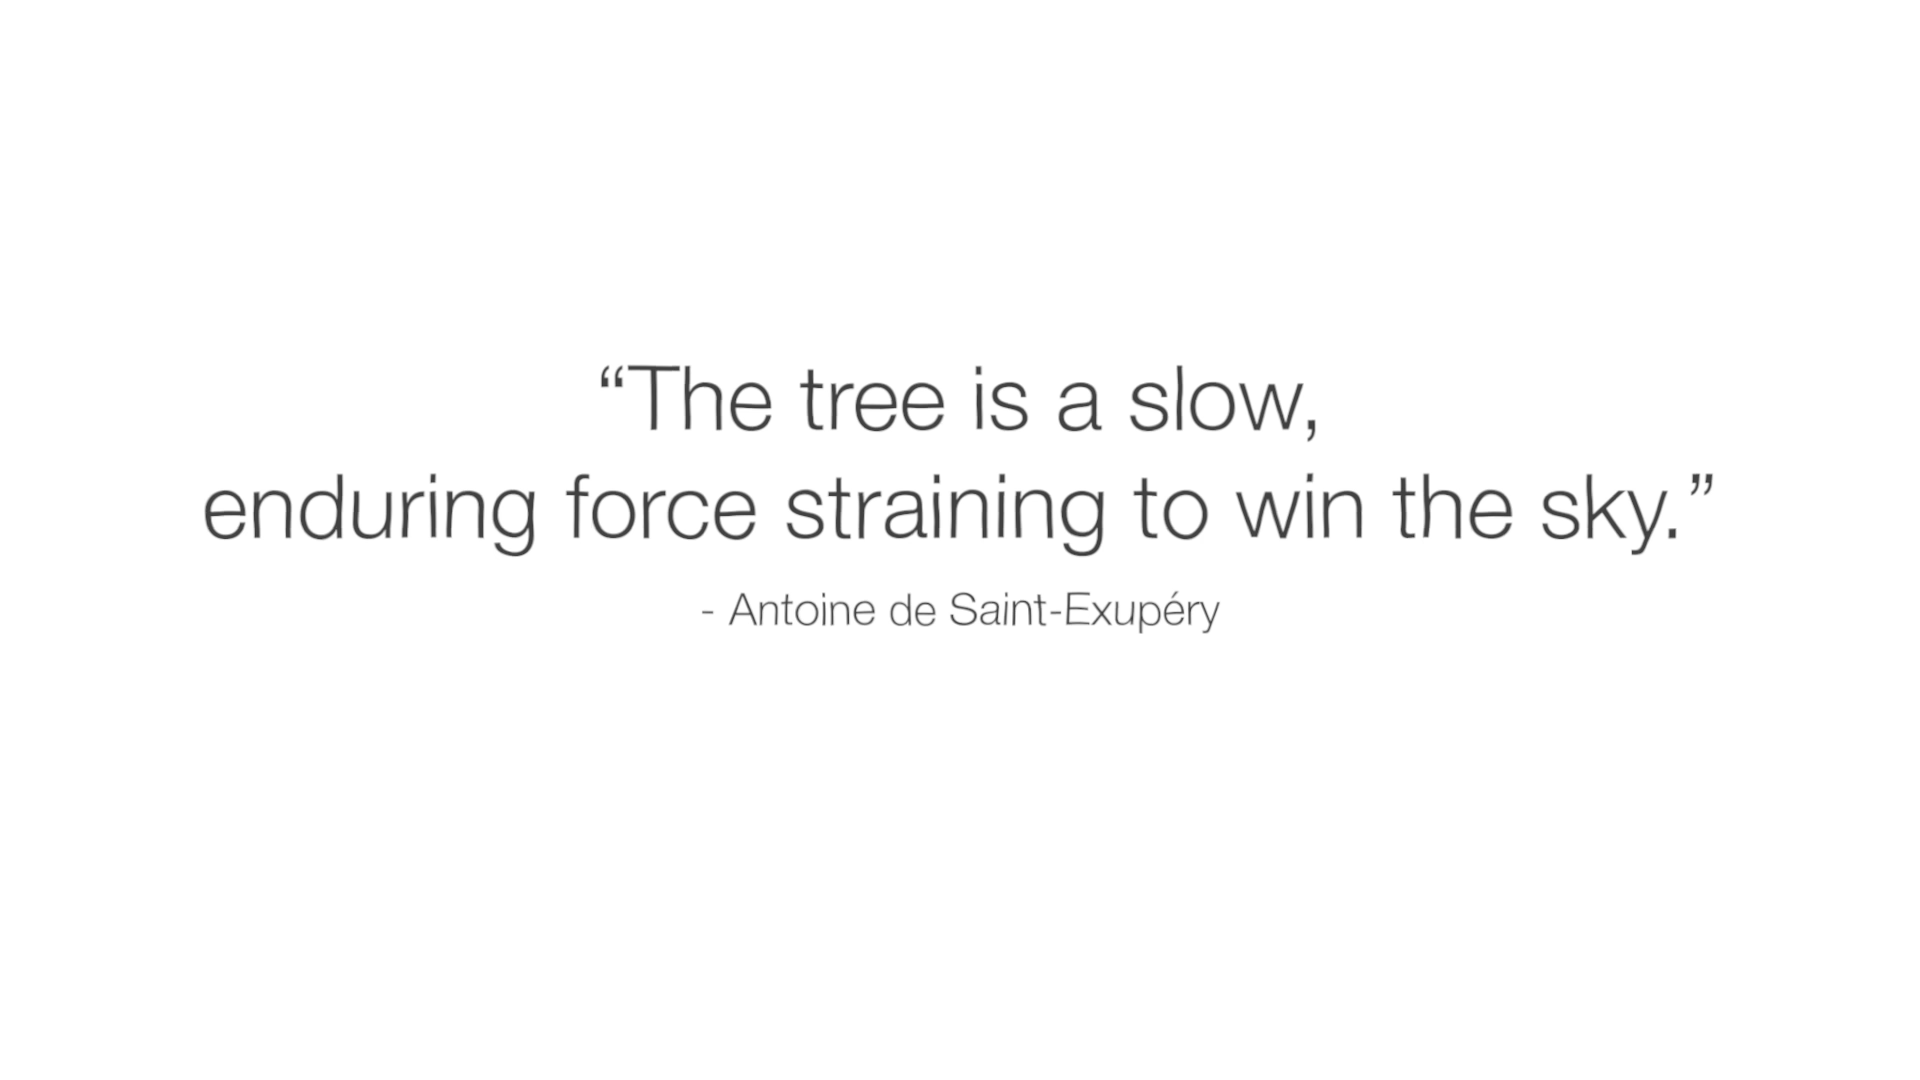 “The tree is a slow,
enduring force straining to win the sky.”
- Antoine de Saint-Exupéry